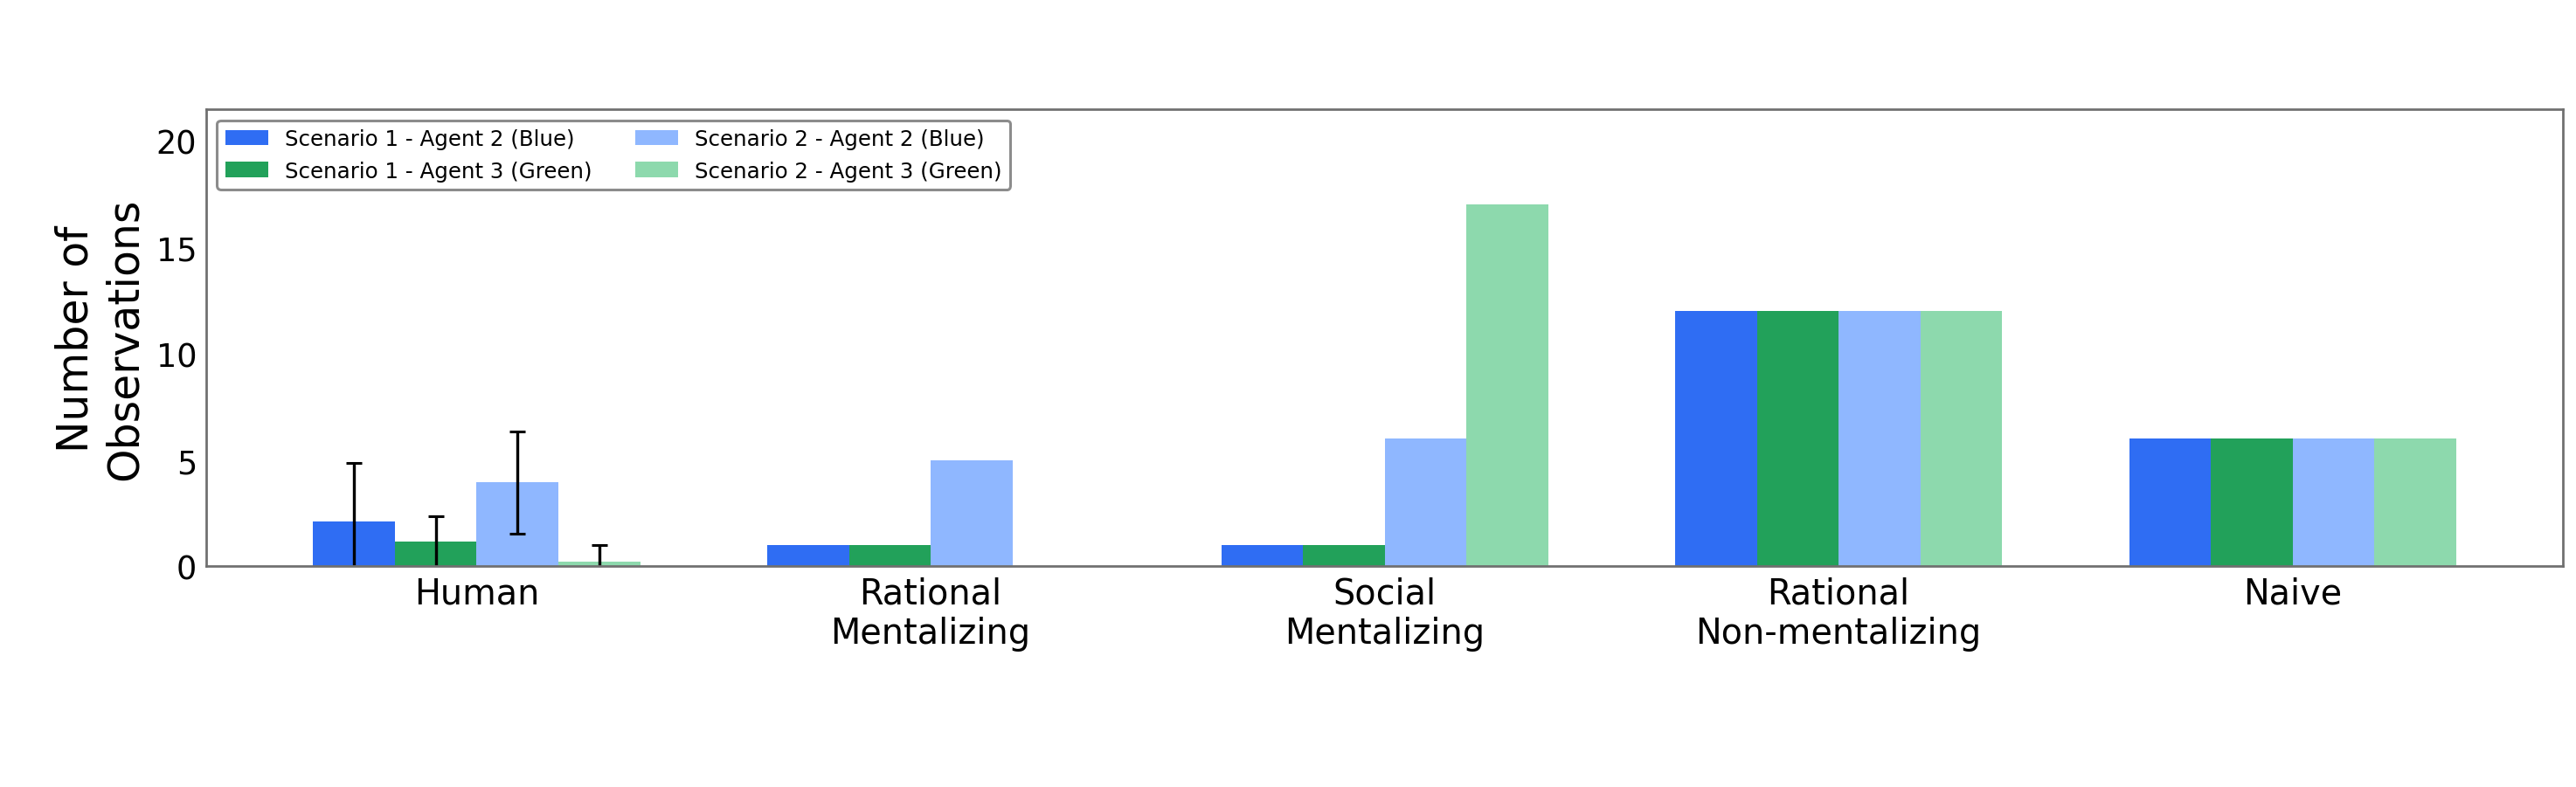 Number of
Observations
20
15
10
5
0
Scenario 1 - Agent 2 (Blue)
Scenario 1 - Agent 3 (Green)
Scenario 2 - Agent 2 (Blue)
Scenario 2 - Agent 3 (Green)
Human
Rational
Mentalizing
Social
Mentalizing
Rational
Non-mentalizing
Naive